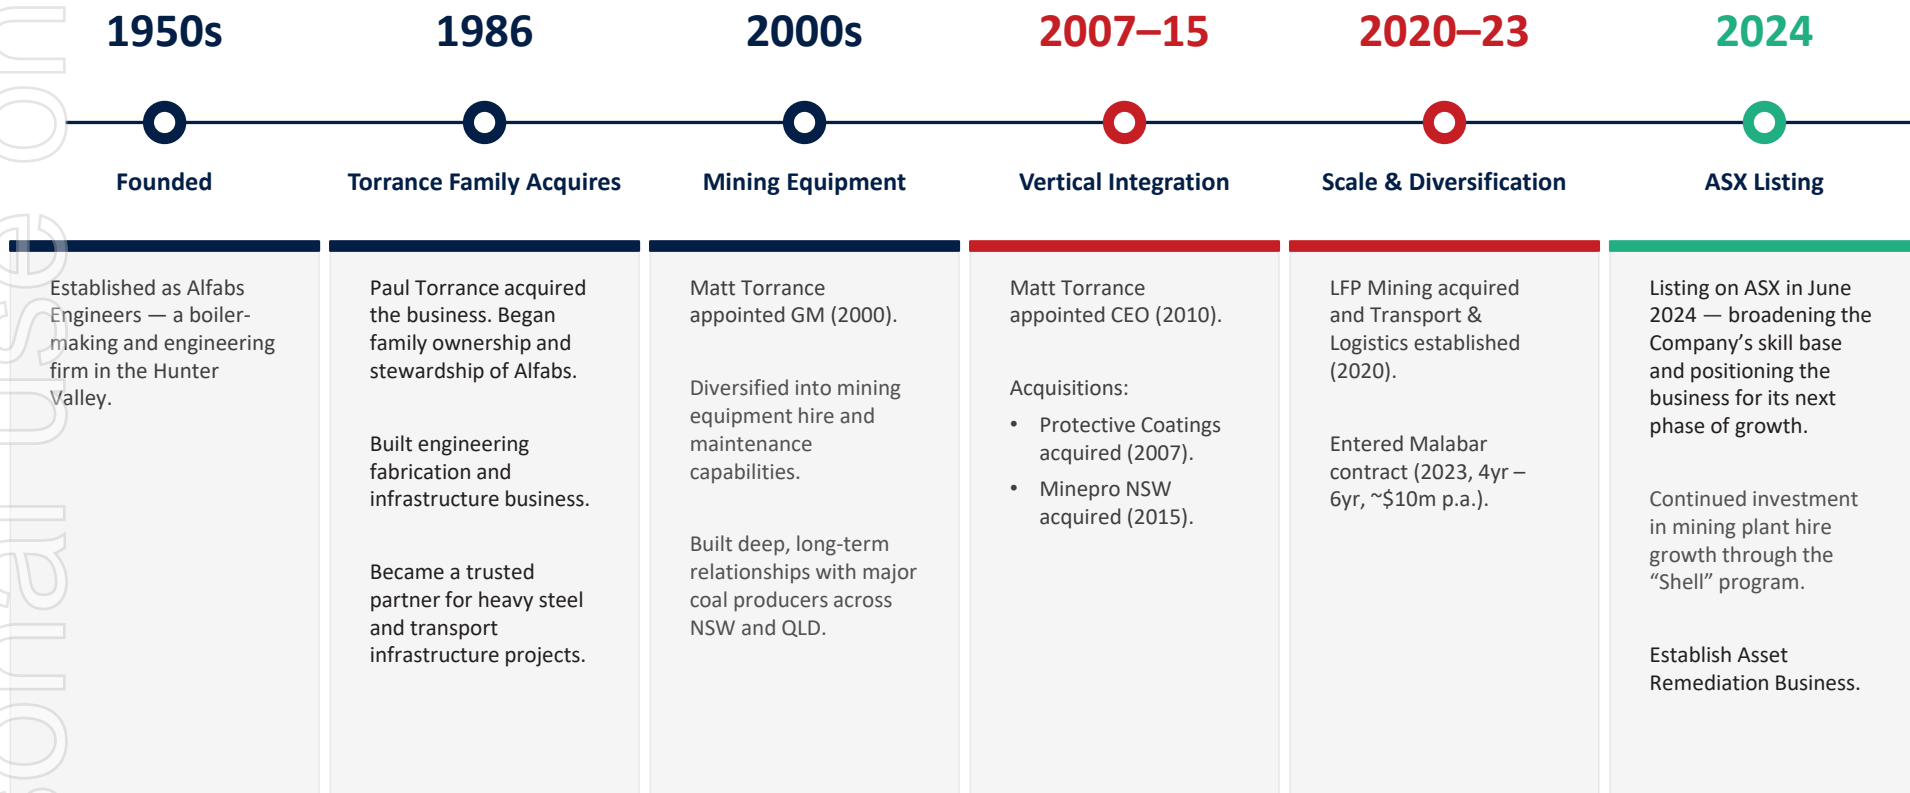 1950s
1986
2000s
2007–15
2020–23
2024
Founded
Torrance Family Acquires
Mining Equipment
Vertical Integration
Scale & Diversification
ASX Listing
Established as Alfabs
Engineers — a boiler-
making and engineering
firm in the Hunter
Valley.
Paul Torrance acquired
the business. Began
family ownership and
stewardship of Alfabs.
Built engineering
fabrication and
infrastructure business.
Became a trusted
partner for heavy steel
and transport
infrastructure projects.
Matt Torrance
appointed GM (2000).
Diversified into mining
equipment hire and
maintenance
capabilities.
Built deep, long-term
relationships with major
coal producers across
NSW and QLD.
Matt Torrance
appointed CEO (2010).
Acquisitions:
• Protective Coatings
acquired (2007).
• Minepro NSW
acquired (2015).
LFP Mining acquired
and Transport &
Logistics established
(2020).
Entered Malabar
contract (2023, 4yr –
6yr, ~$10m p.a.).
Listing on ASX in June
2024 — broadening the
Company’s skill base
and positioning the
business for its next
phase of growth.
Continued investment
in mining plant hire
growth through the
“Shell” program.
Establish Asset
Remediation Business.
use